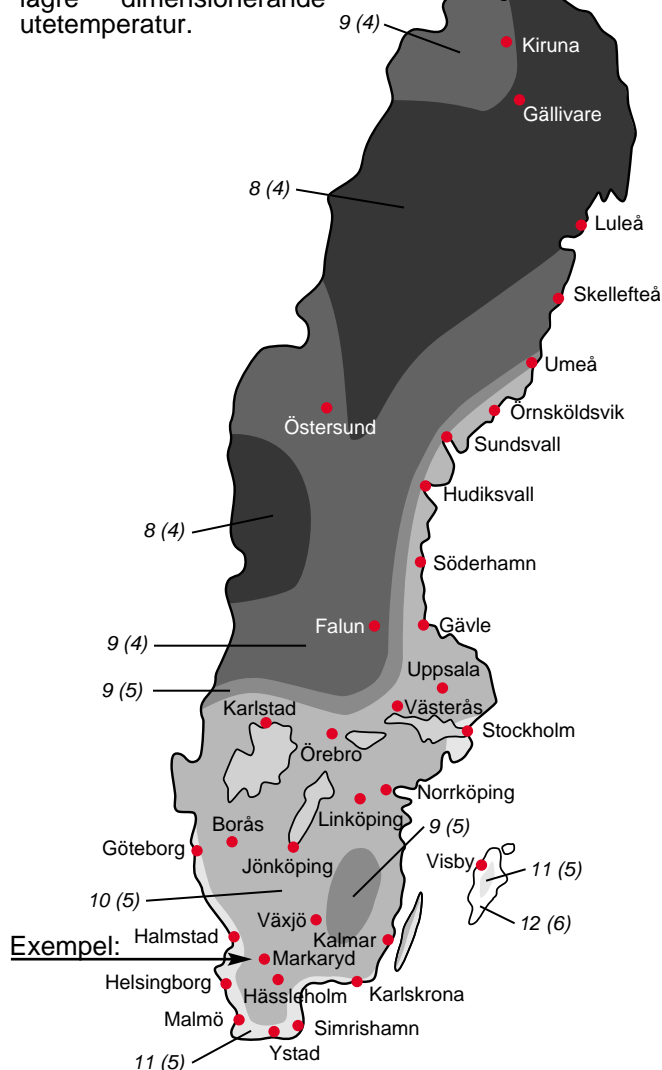 lägre dimensionerande
utetemperatur.
9 (4)
Kiruna
Gällivare
8 (4)
Luleå
Skellefteå
Umeå
Östersund
Örnsköldsvik
Sundsvall
Hudiksvall
8 (4)
Söderhamn
Falun
Gävle
9 (4)
Uppsala
9 (5)
Karlstad
Västerås
Stockholm
Örebro
Norrköping
Linköping
Borås
9 (5)
Göteborg
Jönköping
Visby
11 (5)
10 (5)
12 (6)
Växjö
Halmstad
Kalmar
Exempel:
Markaryd
Helsingborg
Hässleholm
Karlskrona
Malmö
Simrishamn
Ystad
11 (5)